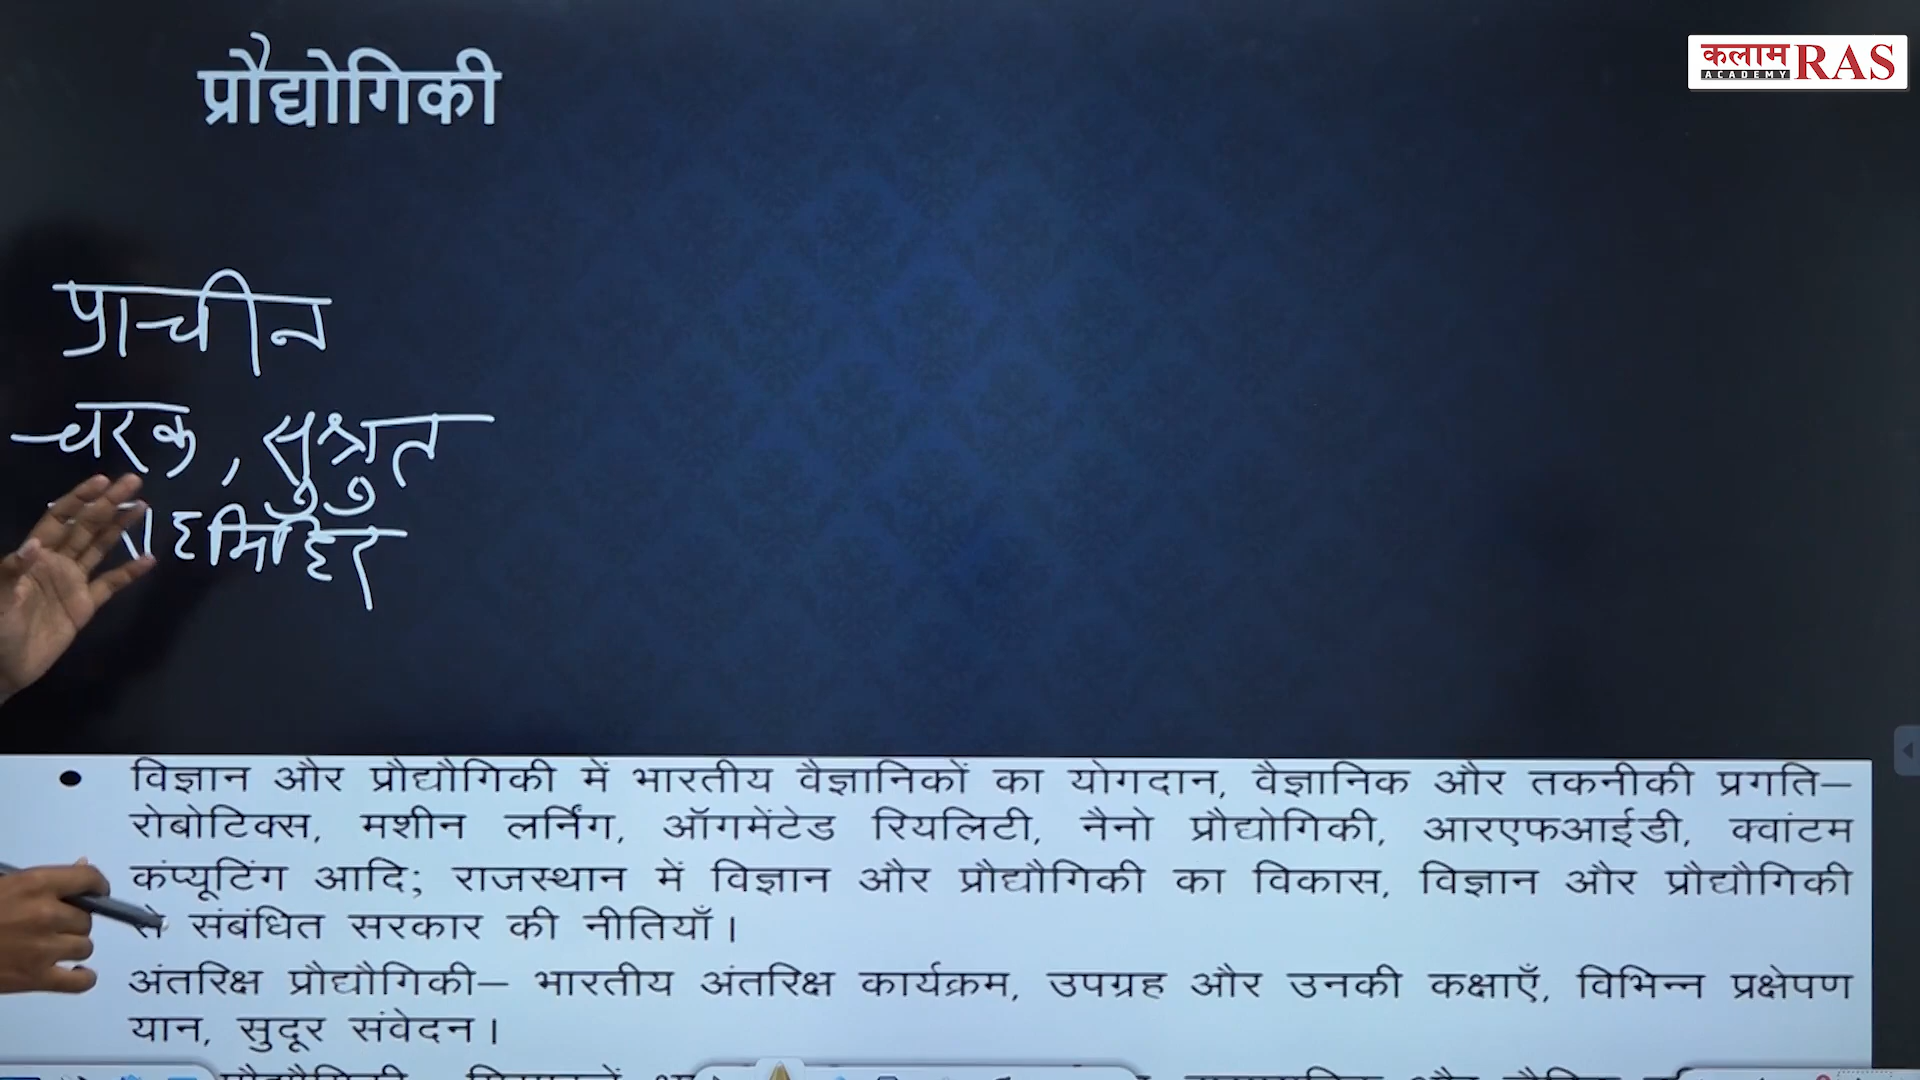 प्रौद्योगिकी
कलाम RAS
ACADEMY
प्राचीन
चरक, सुश्रुत
विज्ञान और प्रौद्यौगिकी में भारतीय वैज्ञानिकों का योगदान, वैज्ञानिक और तकनीकी प्रगति–
रोबोटिक्स, मशीन लर्निंग, ऑगमेंटेड रियलिटी, नैनो प्रौद्योगिकी, आरएफआईडी, क्वांटम
कंप्यूटिंग आदि; राजस्थान में विज्ञान और प्रौद्यौगिकी का विकास, विज्ञान और प्रौद्यौगिकी
से संबंधित सरकार की नीतियाँ।
अंतरिक्ष प्रौद्यौगिकी– भारतीय अंतरिक्ष कार्यक्रम, उपग्रह और उनकी कक्षाएँ, विभिन्न प्रक्षेपण
यान, सुदूर संवेदन।